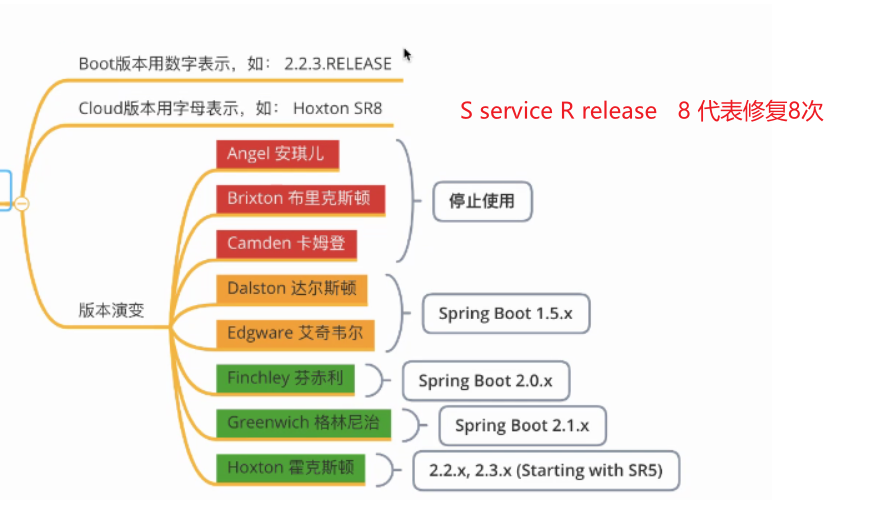 Boot版本用数字表示，如： 2.2.3.RELEASE
Cloud版本用字母表示，如： Hoxton SR8
S service R release 8 代表修复8次
版本演变
Angel 安琪儿
Brixton 布里克斯顿
Camden 卡姆登
停止使用
Dalston 达尔斯顿
Edgware 艾奇韦尔
Spring Boot 1.5.x
Finchley 芬赤利
Spring Boot 2.0.x
Greenwich 格林尼治
Spring Boot 2.1.x
Hoxton 霍克斯顿
2.2.x, 2.3.x (Starting with SR5)